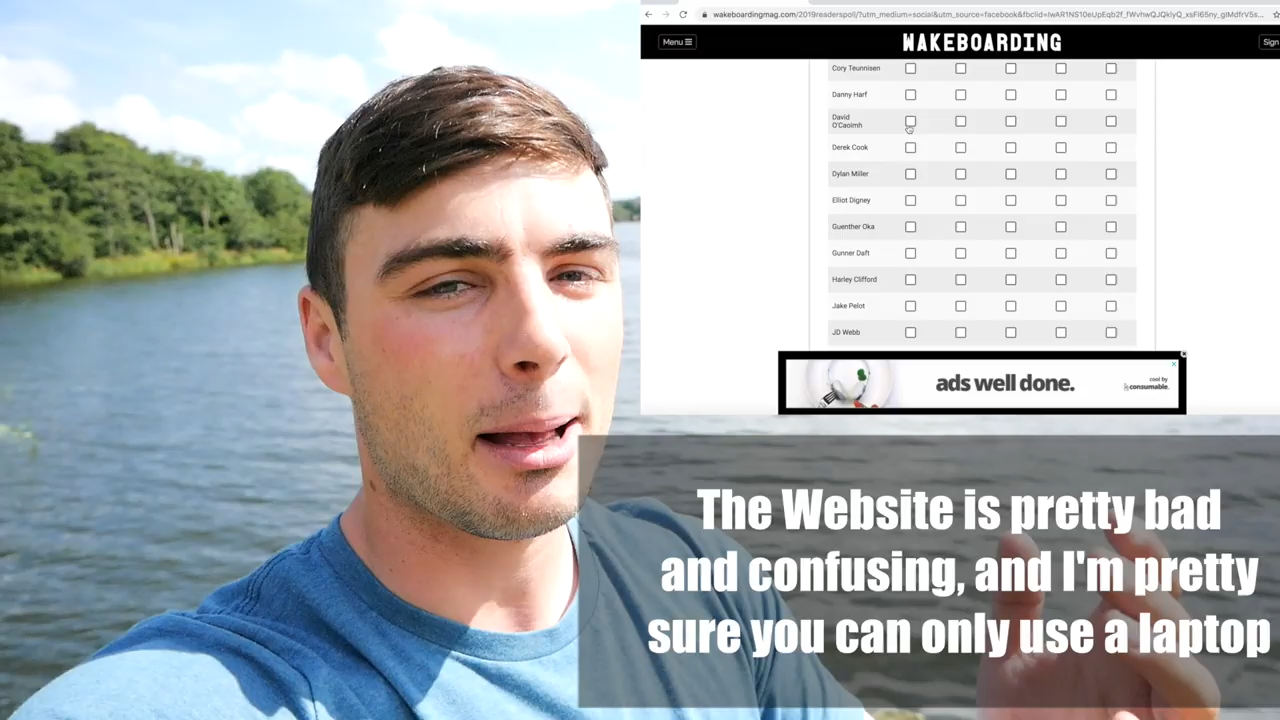 wakeboardingmag.com/2019readerspoll/?utm_medium=social&utm_source=facebook&fbclid=
Menu
WAKEBOARDING
Sign
Cory Teunnisen
Danny Harf
David
O'Caoimh
Derek Cook
Dylan Miller
Elliot Digney
Guenther Oka
Gunner Daft
Harley Clifford
Jake Pelot
JD Webb
ads well done.
cool by
consumable.
The Website is pretty bad
and confusing, and I'm pretty
sure you can only use a laptop